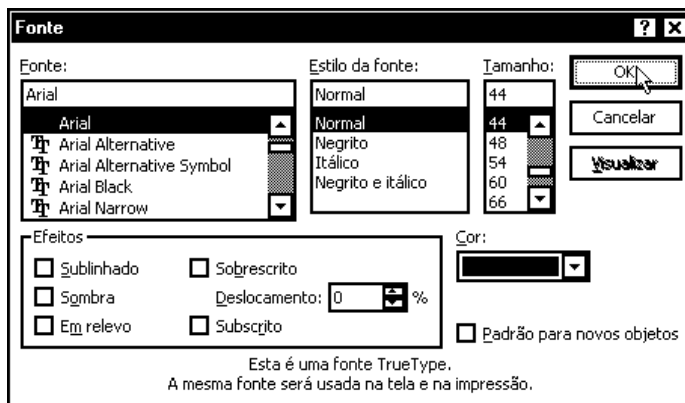 Fonte
Fonte: Estilo da fonte: Tamanho:
Arial Normal 44
OK
Cancelar
Visualizar
Arial
Arial Alternative
Arial Alternative Symbol
Arial Black
Arial Narrow
Normal
Negrito
Itálico
Negrito e itálico
44
48
54
60
66
Efeitos
Sublinhado
Sombra
Em relevo
Sobrescrito
Deslocamento: 0 %
Subscrito
Cor:
Padrão para novos objetos
Esta é uma fonte TrueType.
A mesma fonte será usada na tela e na impressão.